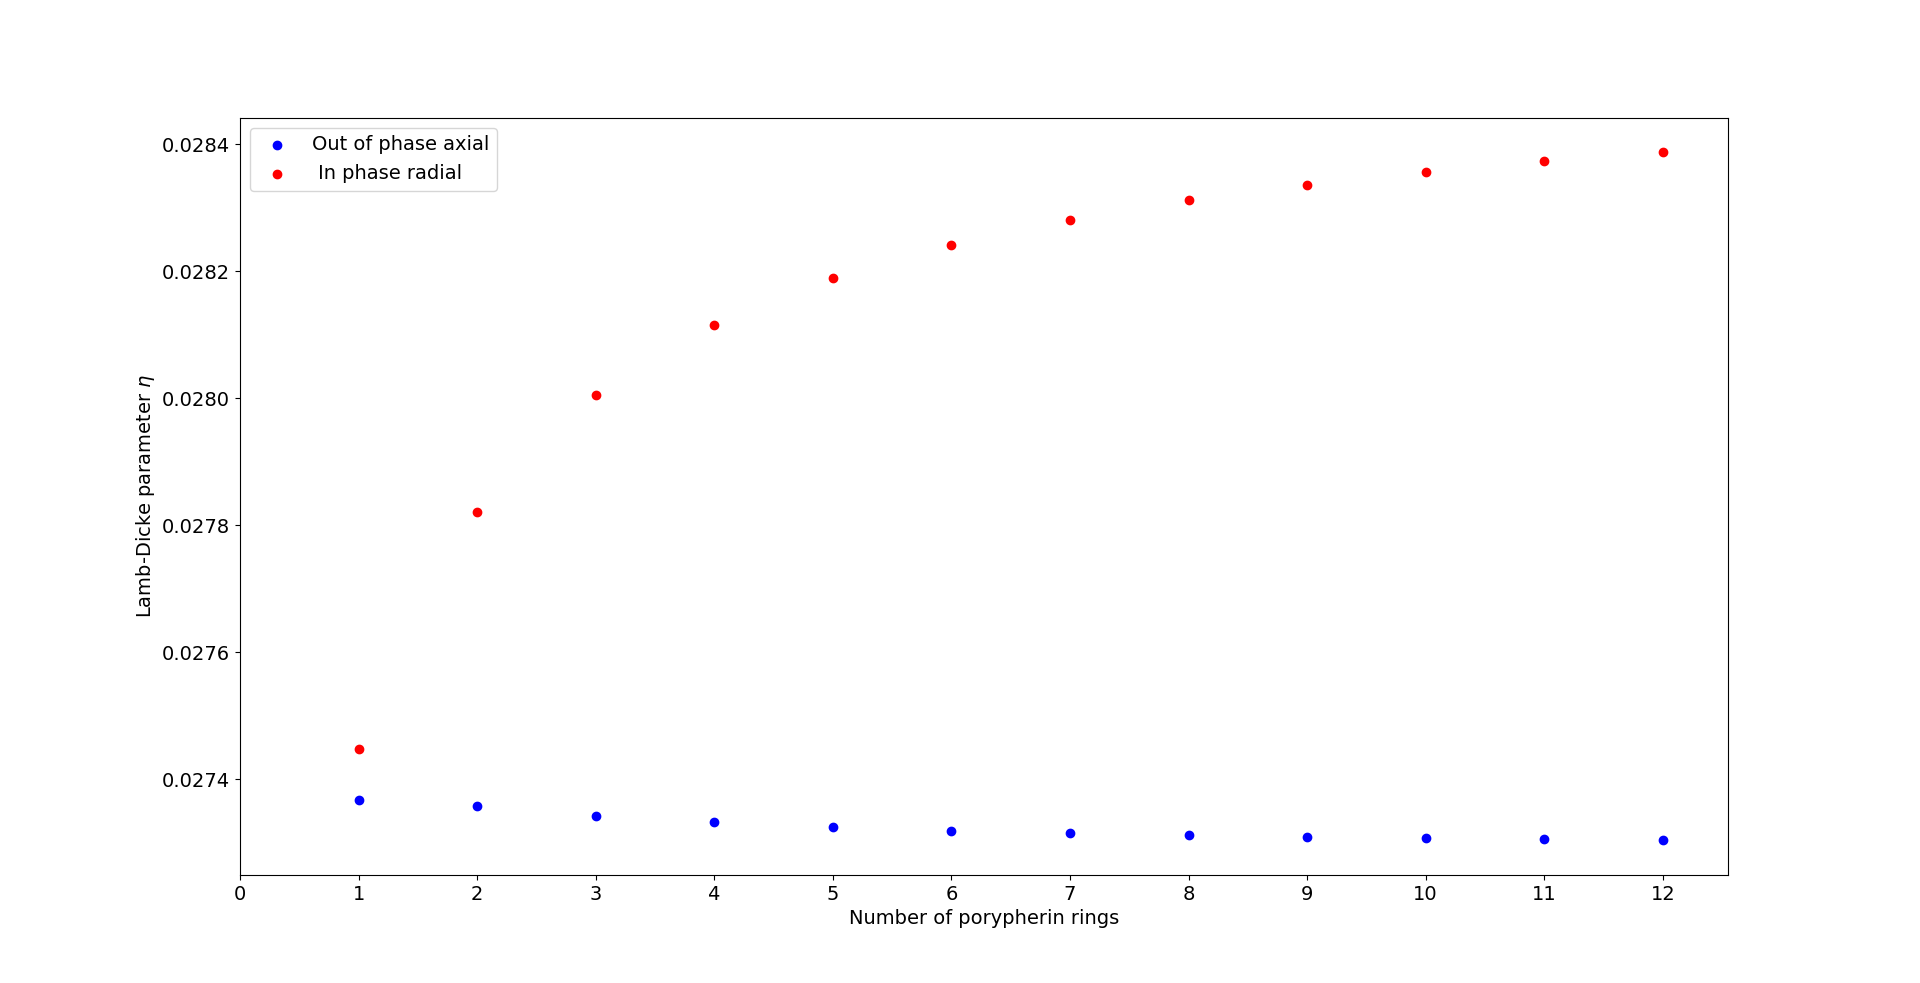 Out of phase axial
In phase radial
0.0284
0.0282
0.0280
0.0278
0.0276
0.0274
Lamb-Dicke parameter η
0 1 2 3 4 5 6 7 8 9 10 11 12
Number of porypherin rings